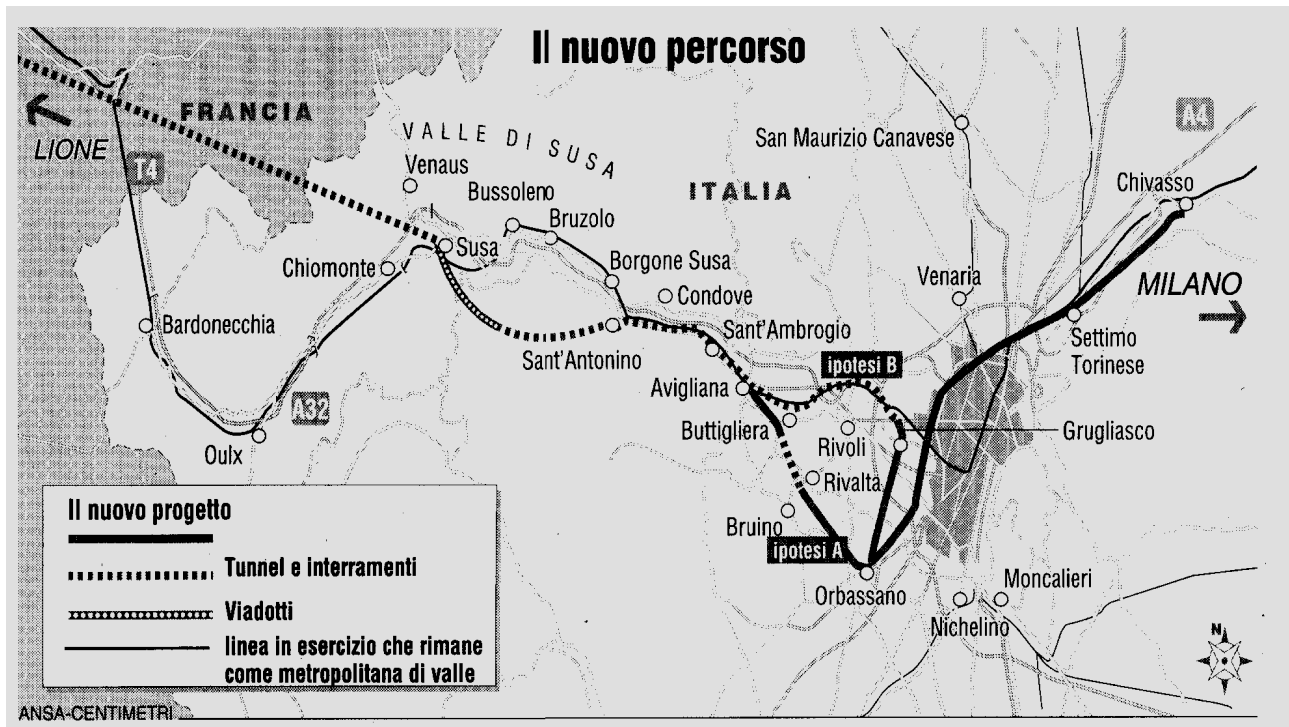 Il nuovo percorso
FRANCIA
LIONE
T4
VALLE DI SUSA
Venaus
Bussoleno
Bruzolo
ITALIA
San Maurizio Canavese
A4
Chivasso
Susa
Chiomonte
Borgone Susa
Condove
Venaria
MILANO
Bardonecchia
Sant'Antonino
Sant'Ambrogio
Settimo
Torinese
ipotesi B
Avigliana
A32
Oulx
Buttigliera
Rivoli
Grugliasco
Rivalta
Bruino
ipotesi A
Orbassano
Moncalieri
Nichelino
N
Il nuovo progetto
Tunnel e interramenti
Viadotti
linea in esercizio che rimane
come metropolitana di valle
ANSA-CENTIMETRI